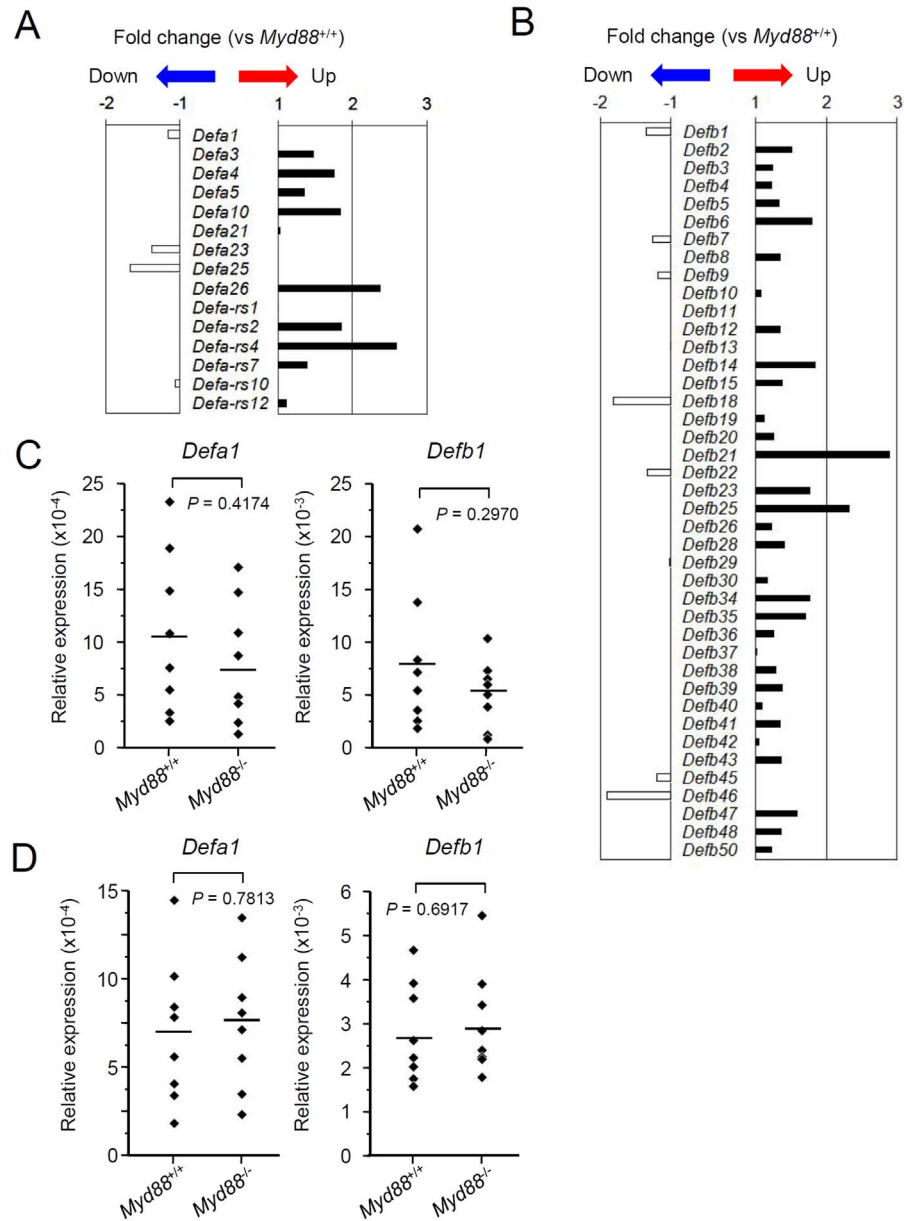 A
Fold change (vs Myd88+/+)
Down
Up
-2
-1
1
2
3
Defa1
Defa3
Defa4
Defa5
Defa10
Defa21
Defa23
Defa25
Defa26
Defa-rs1
Defa-rs2
Defa-rs4
Defa-rs7
Defa-rs10
Defa-rs12
B
Fold change (vs Myd88+/+)
Down
Up
-2
-1
1
2
3
Defb1
Defb2
Defb3
Defb4
Defb5
Defb6
Defb7
Defb8
Defb9
Defb10
Defb11
Defb12
Defb13
Defb14
Defb15
Defb18
Defb19
Defb20
Defb21
Defb22
Defb23
Defb25
Defb26
Defb28
Defb29
Defb30
Defb34
Defb35
Defb36
Defb37
Defb38
Defb39
Defb40
Defb41
Defb42
Defb43
Defb45
Defb46
Defb47
Defb48
Defb50
C
Defa1
P = 0.4174
Relative expression (x10-4)
25
20
15
10
5
0
Myd88+/+
Myd88-/-
Defb1
P = 0.2970
Relative expression (x10-3)
25
20
15
10
5
0
Myd88+/+
Myd88-/-
D
Defa1
P = 0.7813
Relative expression (x10-4)
15
10
5
0
Myd88+/+
Myd88-/-
Defb1
P = 0.6917
Relative expression (x10-3)
6
5
4
3
2
1
0
Myd88+/+
Myd88-/-